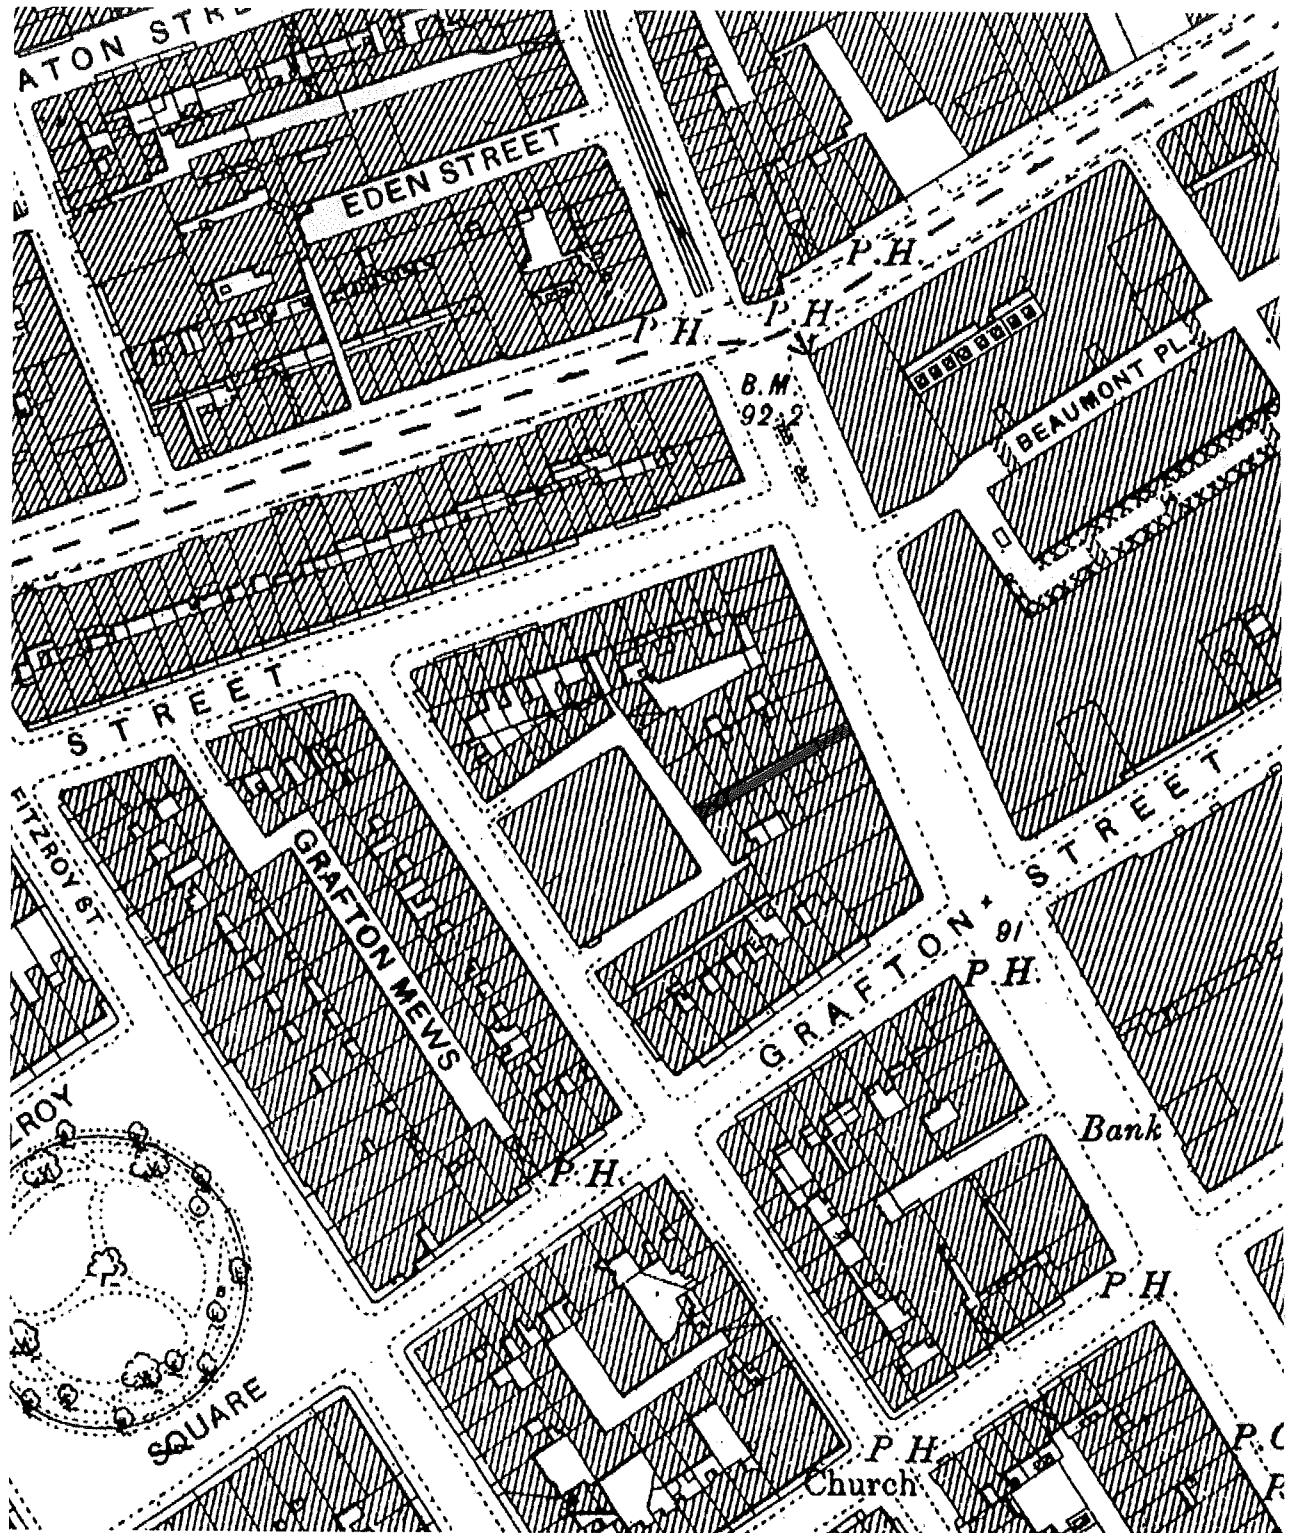 ATON STRE
EDEN STREET
P.H.
P.H.
P.H.
B.M
92.2
BEAUMONT PL.
STREET
FITZROY ST.
GRAFTON MEWS
STREET
GRAFTON
91
P.H.
ZROY
Bank
P.H.
P.H.
SQUARE
P.H.
Church
P.